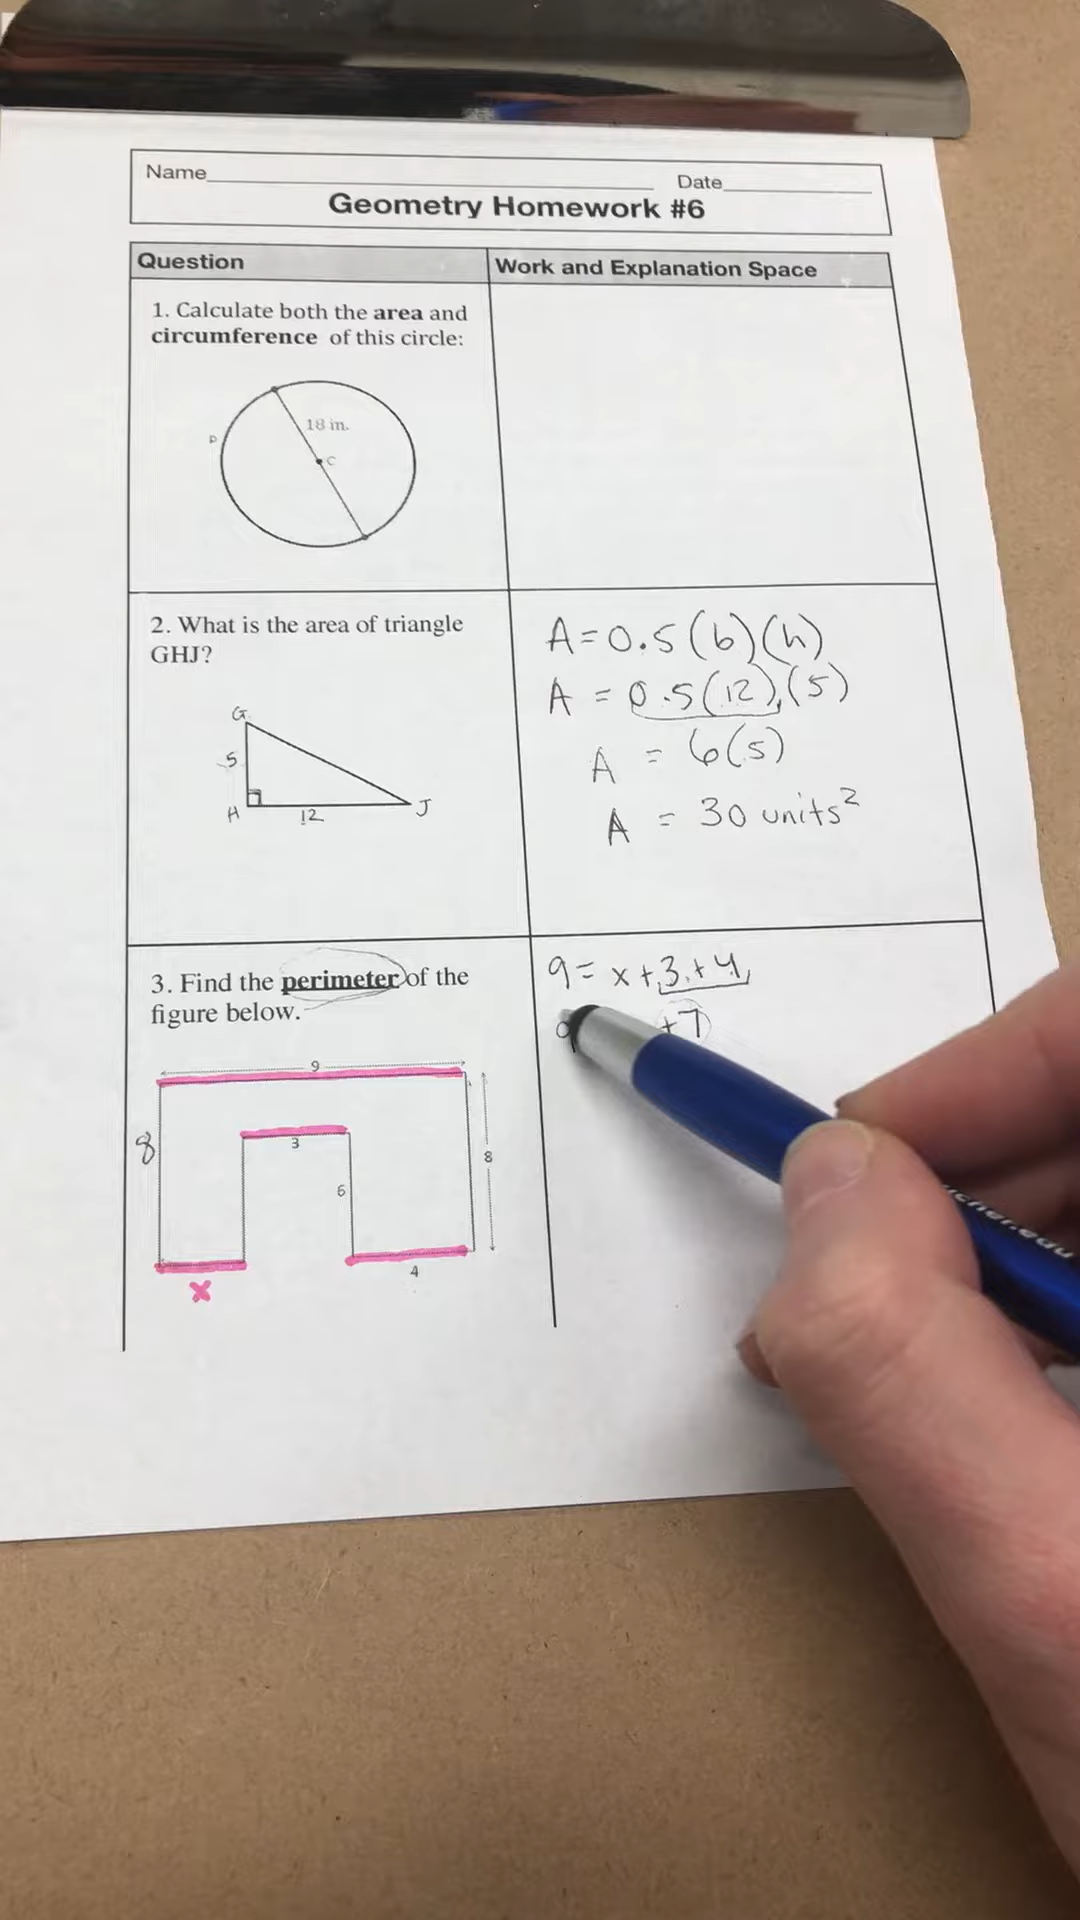 Name Date
Geometry Homework #6
Question
Work and Explanation Space
1. Calculate both the area and
circumference of this circle:
18 in.
C
2. What is the area of triangle
GHJ?
G
5
H
12
J
A = 0.5(b)(h)
A = 0.5(12)(5)
A = 6(5)
A = 30 units²
3. Find the perimeter of the
figure below.
9
8
3
6
8
4
x
9 = x + 3 + 4
+7